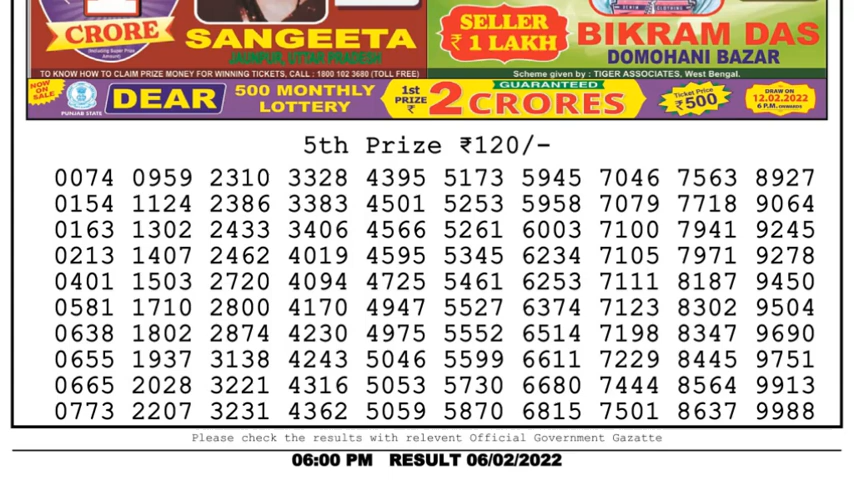 1
CRORE
(Including Super Prize Amount)
SANGEETA
JAUNPUR, UTTAR PRADESH
SELLER
₹ 1 LAKH
BIKRAM DAS
DOMOHANI BAZAR
TO KNOW HOW TO CLAIM PRIZE MONEY FOR WINNING TICKETS, CALL : 1800 102 3680 (TOLL FREE)
Scheme given by : TIGER ASSOCIATES, West Bengal.
NOW ON SALE
PUNJAB STATE
DEAR
500 MONTHLY
LOTTERY
1st PRIZE ₹
2 CRORES
GUARANTEED
Ticket Price ₹500
DRAW ON
12.02.2022
6 P.M. ONWARDS
5th Prize ₹120/-
0074 0959 2310 3328 4395 5173 5945 7046 7563 8927
0154 1124 2386 3383 4501 5253 5958 7079 7718 9064
0163 1302 2433 3406 4566 5261 6003 7100 7941 9245
0213 1407 2462 4019 4595 5345 6234 7105 7971 9278
0401 1503 2720 4094 4725 5461 6253 7111 8187 9450
0581 1710 2800 4170 4947 5527 6374 7123 8302 9504
0638 1802 2874 4230 4975 5552 6514 7198 8347 9690
0655 1937 3138 4243 5046 5599 6611 7229 8445 9751
0665 2028 3221 4316 5053 5730 6680 7444 8564 9913
0773 2207 3231 4362 5059 5870 6815 7501 8637 9988
Please check the results with relevent Official Government Gazatte
06:00 PM RESULT 06/02/2022